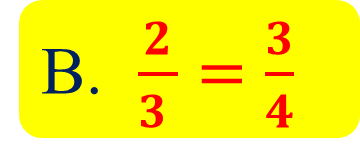 B. 2/3 = 3/4